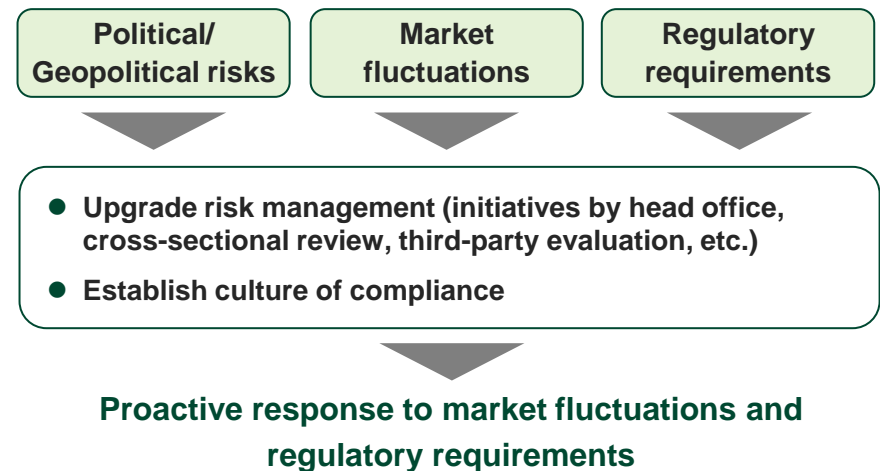 Political/
Geopolitical risks
Market
fluctuations
Regulatory
requirements
● Upgrade risk management (initiatives by head office,
cross-sectional review, third-party evaluation, etc.)
● Establish culture of compliance
Proactive response to market fluctuations and
regulatory requirements